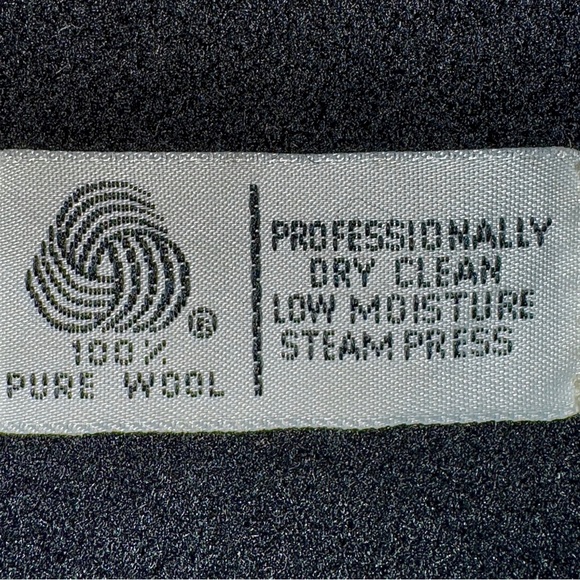 ®
100%
PURE WOOL
PROFESSIONALLY
DRY CLEAN
LOW MOISTURE
STEAM PRESS